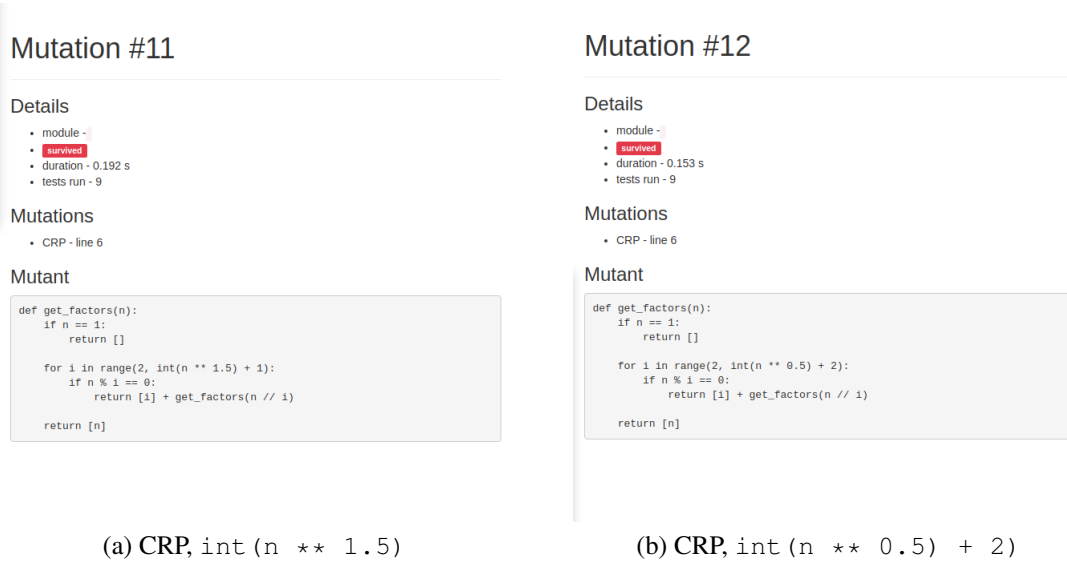 Mutation #11
Details
module -
survived
duration - 0.192 s
tests run - 9
Mutations
CRP - line 6
Mutant
def get_factors(n):
    if n == 1:
        return []
    for i in range(2, int(n ** 1.5) + 1):
        if n % i == 0:
            return [i] + get_factors(n // i)
    return [n]
(a) CRP, int(n ** 1.5)
Mutation #12
Details
module -
survived
duration - 0.153 s
tests run - 9
Mutations
CRP - line 6
Mutant
def get_factors(n):
    if n == 1:
        return []
    for i in range(2, int(n ** 0.5) + 2):
        if n % i == 0:
            return [i] + get_factors(n // i)
    return [n]
(b) CRP, int(n ** 0.5) + 2)